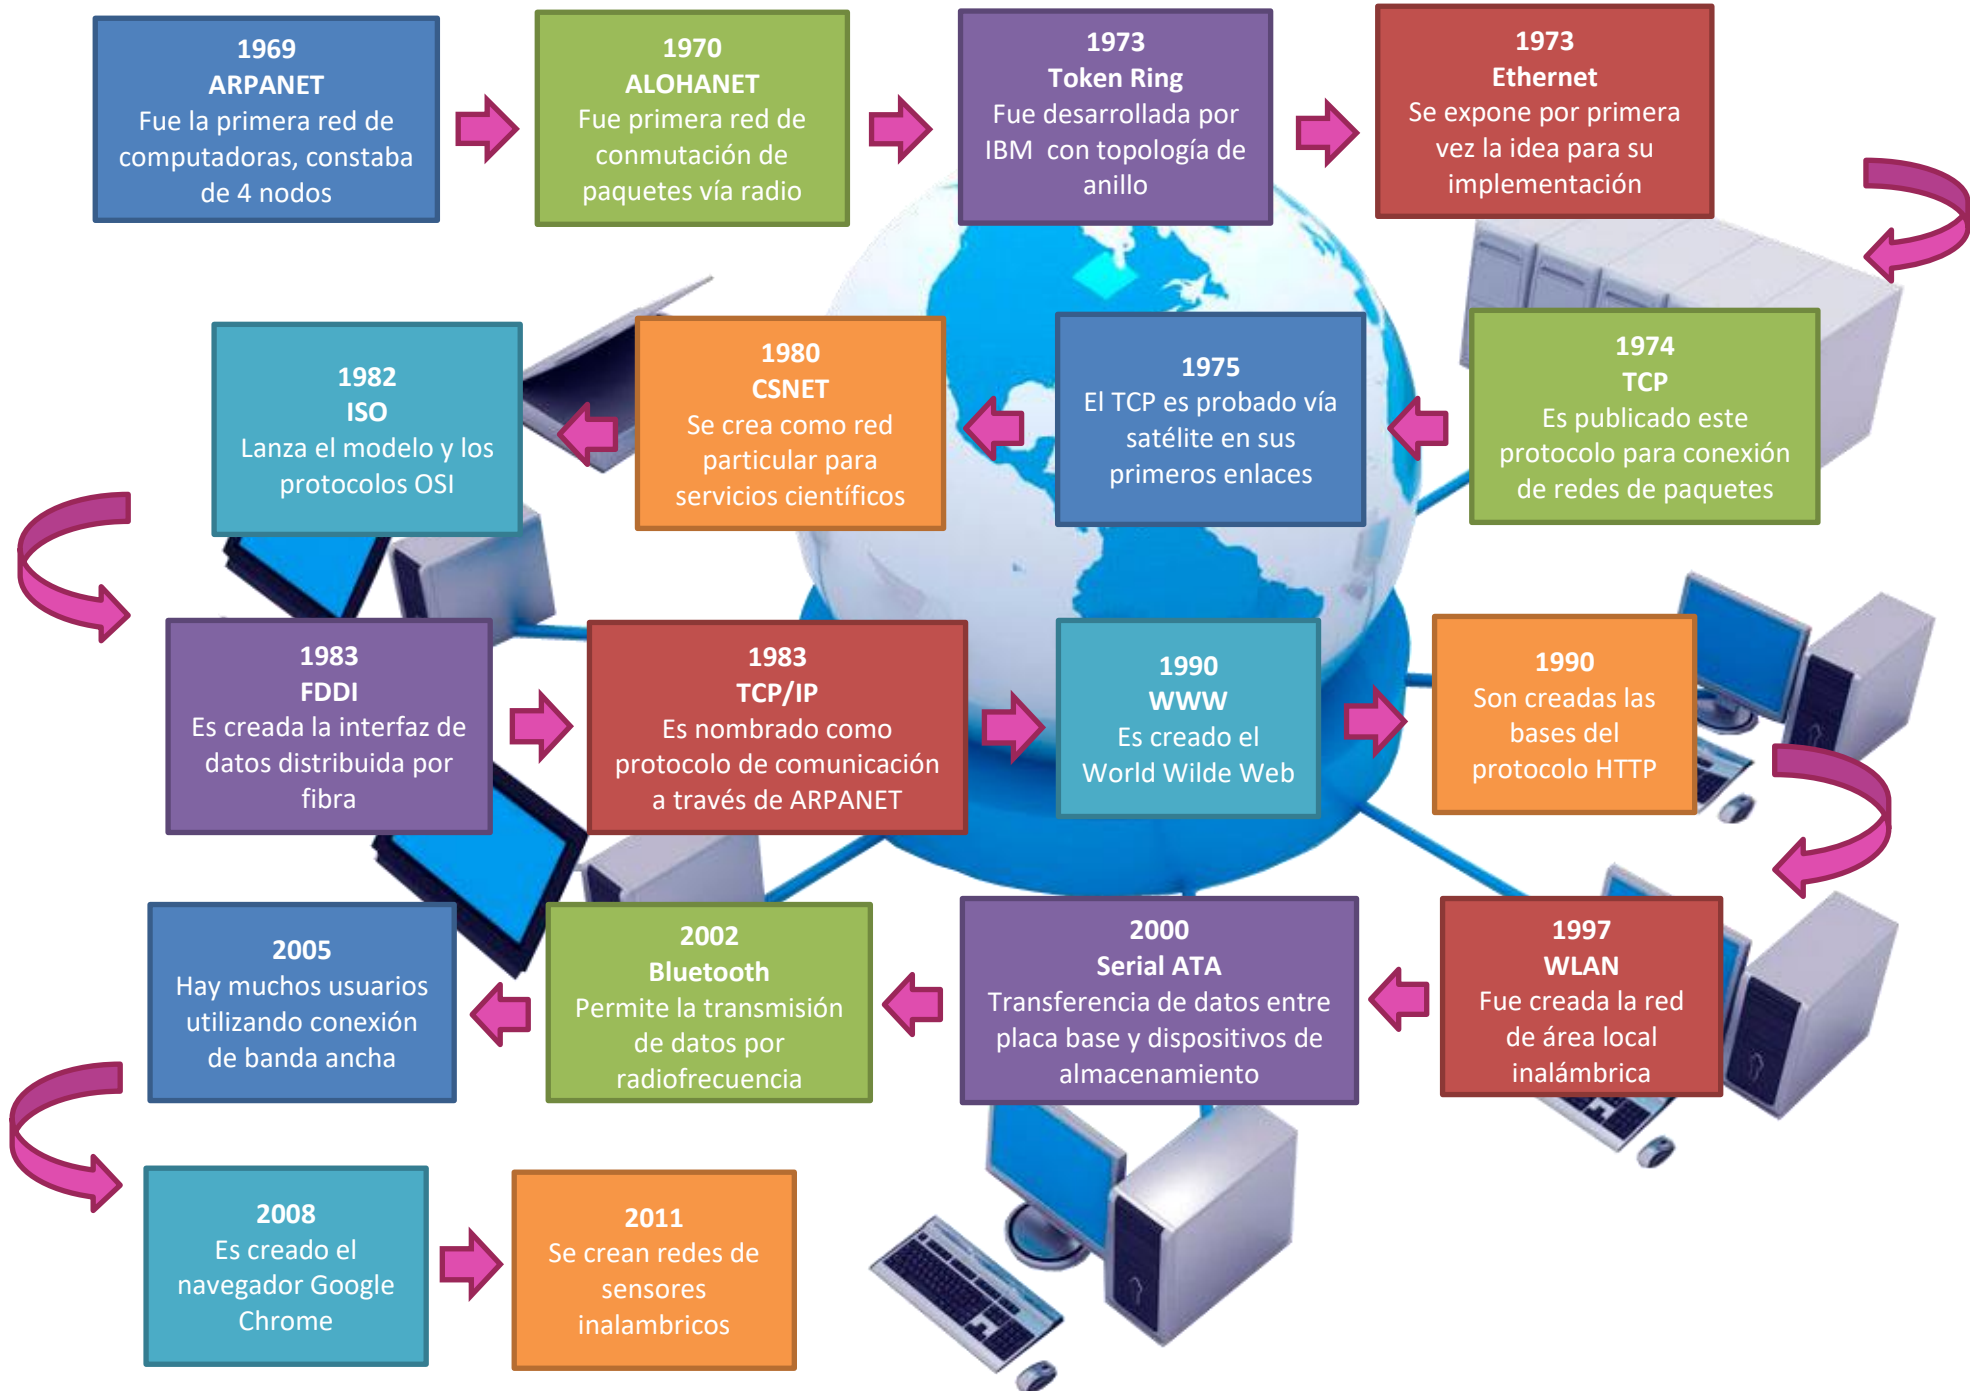 1969
ARPANET
Fue la primera red de
computadoras, constaba
de 4 nodos
1970
ALOHANET
Fue primera red de
conmutación de
paquetes vía radio
1973
Token Ring
Fue desarrollada por
IBM  con topología de
anillo
1973
Ethernet
Se expone por primera
vez la idea para su
implementación
1974
TCP
Es publicado este
protocolo para conexión
de redes de paquetes
1975
El TCP es probado vía
satélite en sus
primeros enlaces
1980
CSNET
Se crea como red
particular para
servicios científicos
1982
ISO
Lanza el modelo y los
protocolos OSI
1983
FDDI
Es creada la interfaz de
datos distribuida por
fibra
1983
TCP/IP
Es nombrado como
protocolo de comunicación
a través de ARPANET
1990
WWW
Es creado el
World Wilde Web
1990
Son creadas las
bases del
protocolo HTTP
1997
WLAN
Fue creada la red
de área local
inalámbrica
2000
Serial ATA
Transferencia de datos entre
placa base y dispositivos de
almacenamiento
2002
Bluetooth
Permite la transmisión
de datos por
radiofrecuencia
2005
Hay muchos usuarios
utilizando conexión
de banda ancha
2008
Es creado el
navegador Google
Chrome
2011
Se crean redes de
sensores
inalambricos